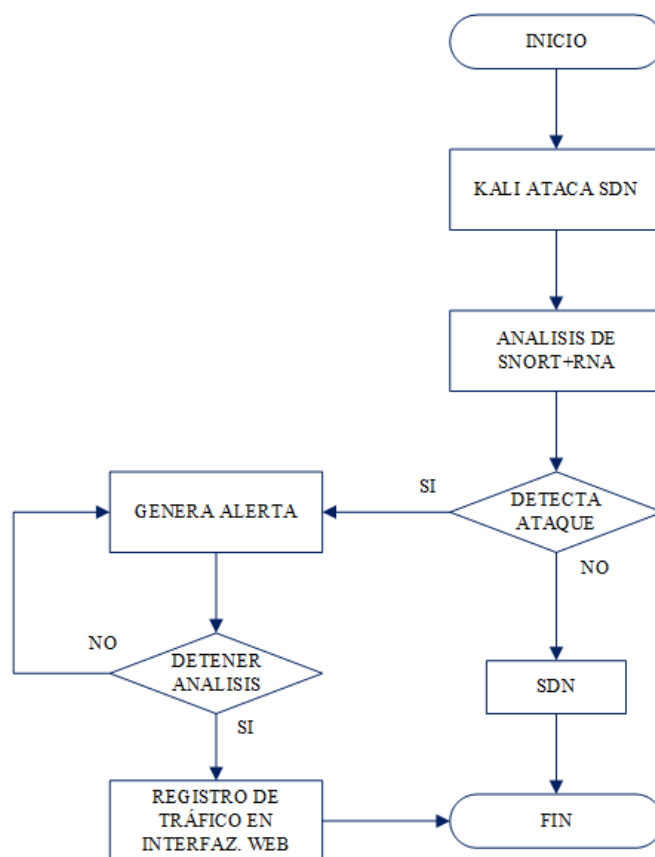 INICIO
KALI ATACA SDN
ANALISIS DE
SNORT+RNA
SI
DETECTA
ATAQUE
GENERA ALERTA
NO
NO
DETENER
ANALISIS
SDN
SI
REGISTRO DE
TRÁFICO EN
INTERFAZ. WEB
FIN